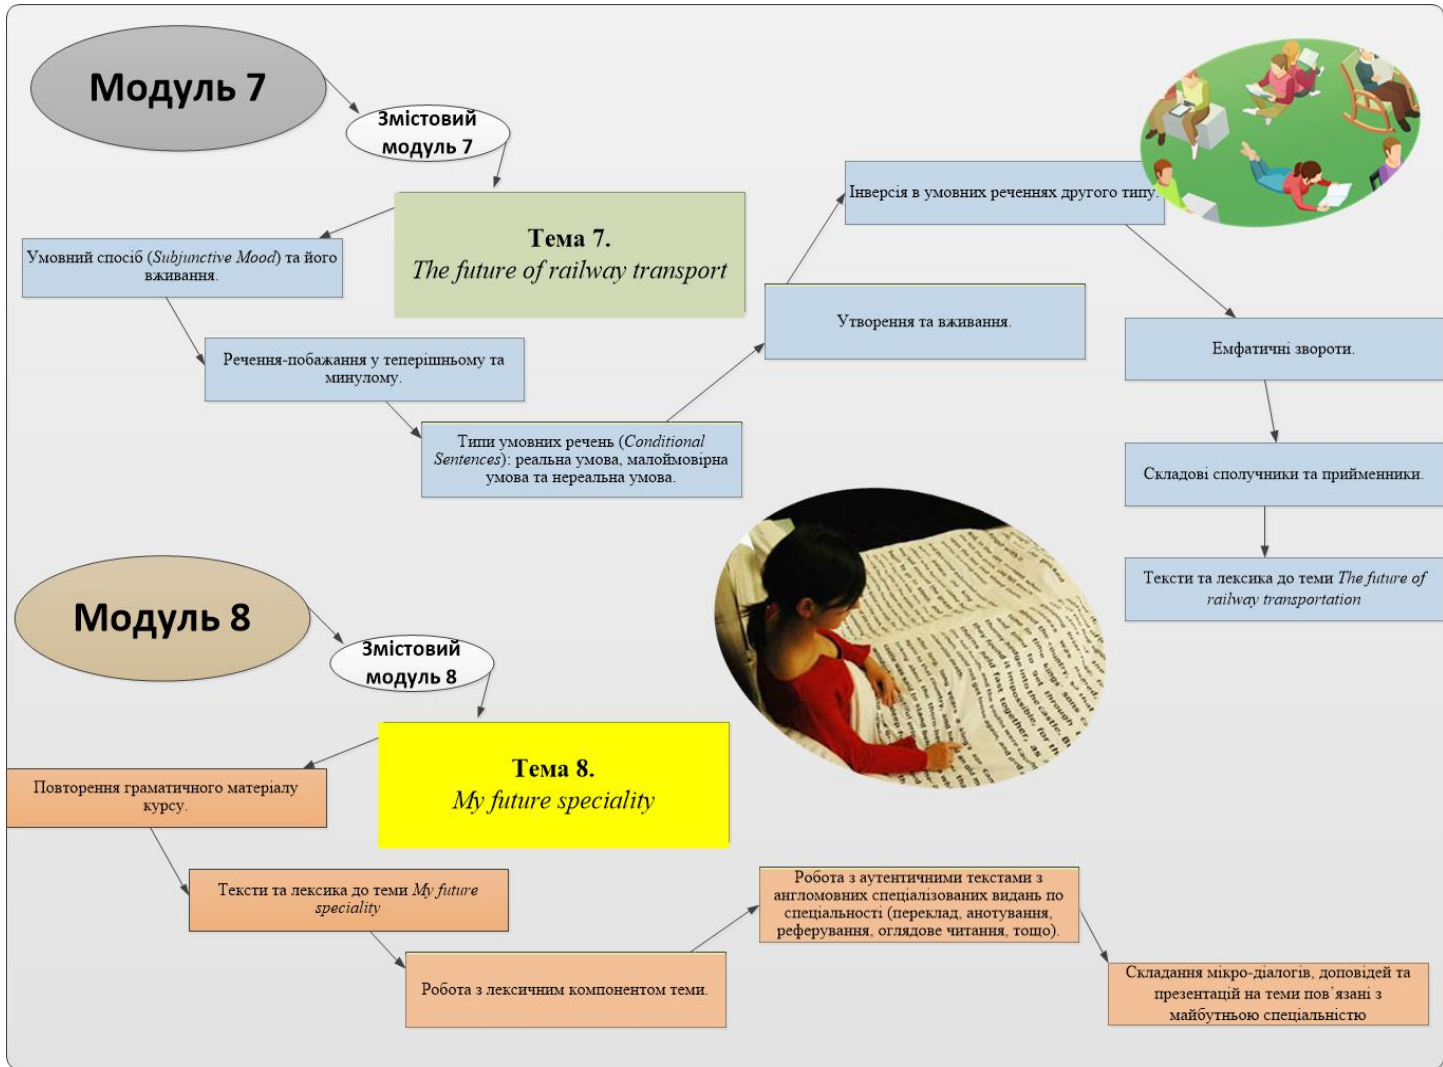 Модуль 7
Змістовий
модуль 7
Тема 7.
The future of railway transport
Умовний спосіб (Subjunctive Mood) та його
вживання.
Речення-побажання у теперішньому та
минулому.
Типи умовних речень (Conditional
Sentences): реальна умова, малоймовірна
умова та нереальна умова.
Утворення та вживання.
Інверсія в умовних реченнях другого типу.
Емфатичні звороти.
Складові сполучники та прийменники.
Тексти та лексика до теми The future of
railway transportation
Модуль 8
Змістовий
модуль 8
Тема 8.
My future speciality
Повторення граматичного матеріалу
курсу.
Тексти та лексика до теми My future
speciality
Робота з лексичним компонентом теми.
Робота з аутентичними текстами з
англомовних спеціалізованих видань по
спеціальності (переклад, анотування,
реферування, оглядове читання, тощо).
Складання мікро-діалогів, доповідей та
презентацій на теми пов`язані з
майбутньою спеціальністю